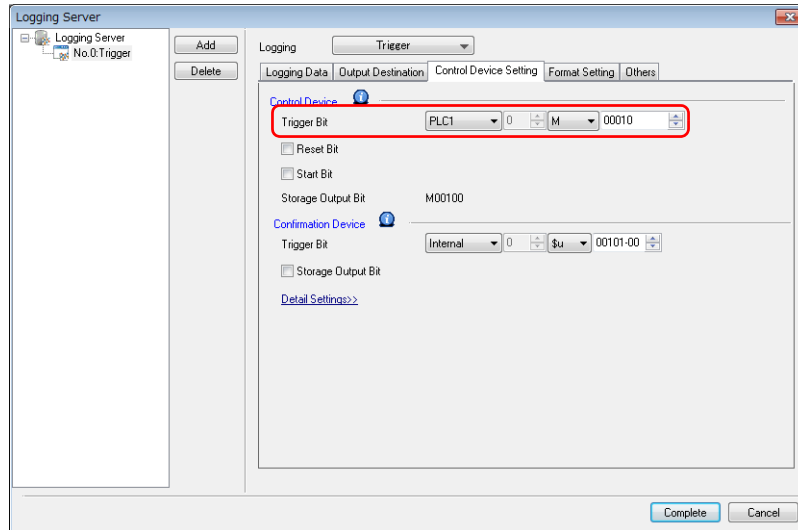 Logging Server
Logging Server
No.0:Trigger
Add
Delete
Logging Trigger
Logging Data Output Destination Control Device Setting Format Setting Others
Control Device
Trigger Bit PLC1 0 M 00010
Reset Bit
Start Bit
Storage Output Bit M00100
Confirmation Device
Trigger Bit Internal 0 $u 00101-00
Storage Output Bit
Detail Settings>>
Complete Cancel